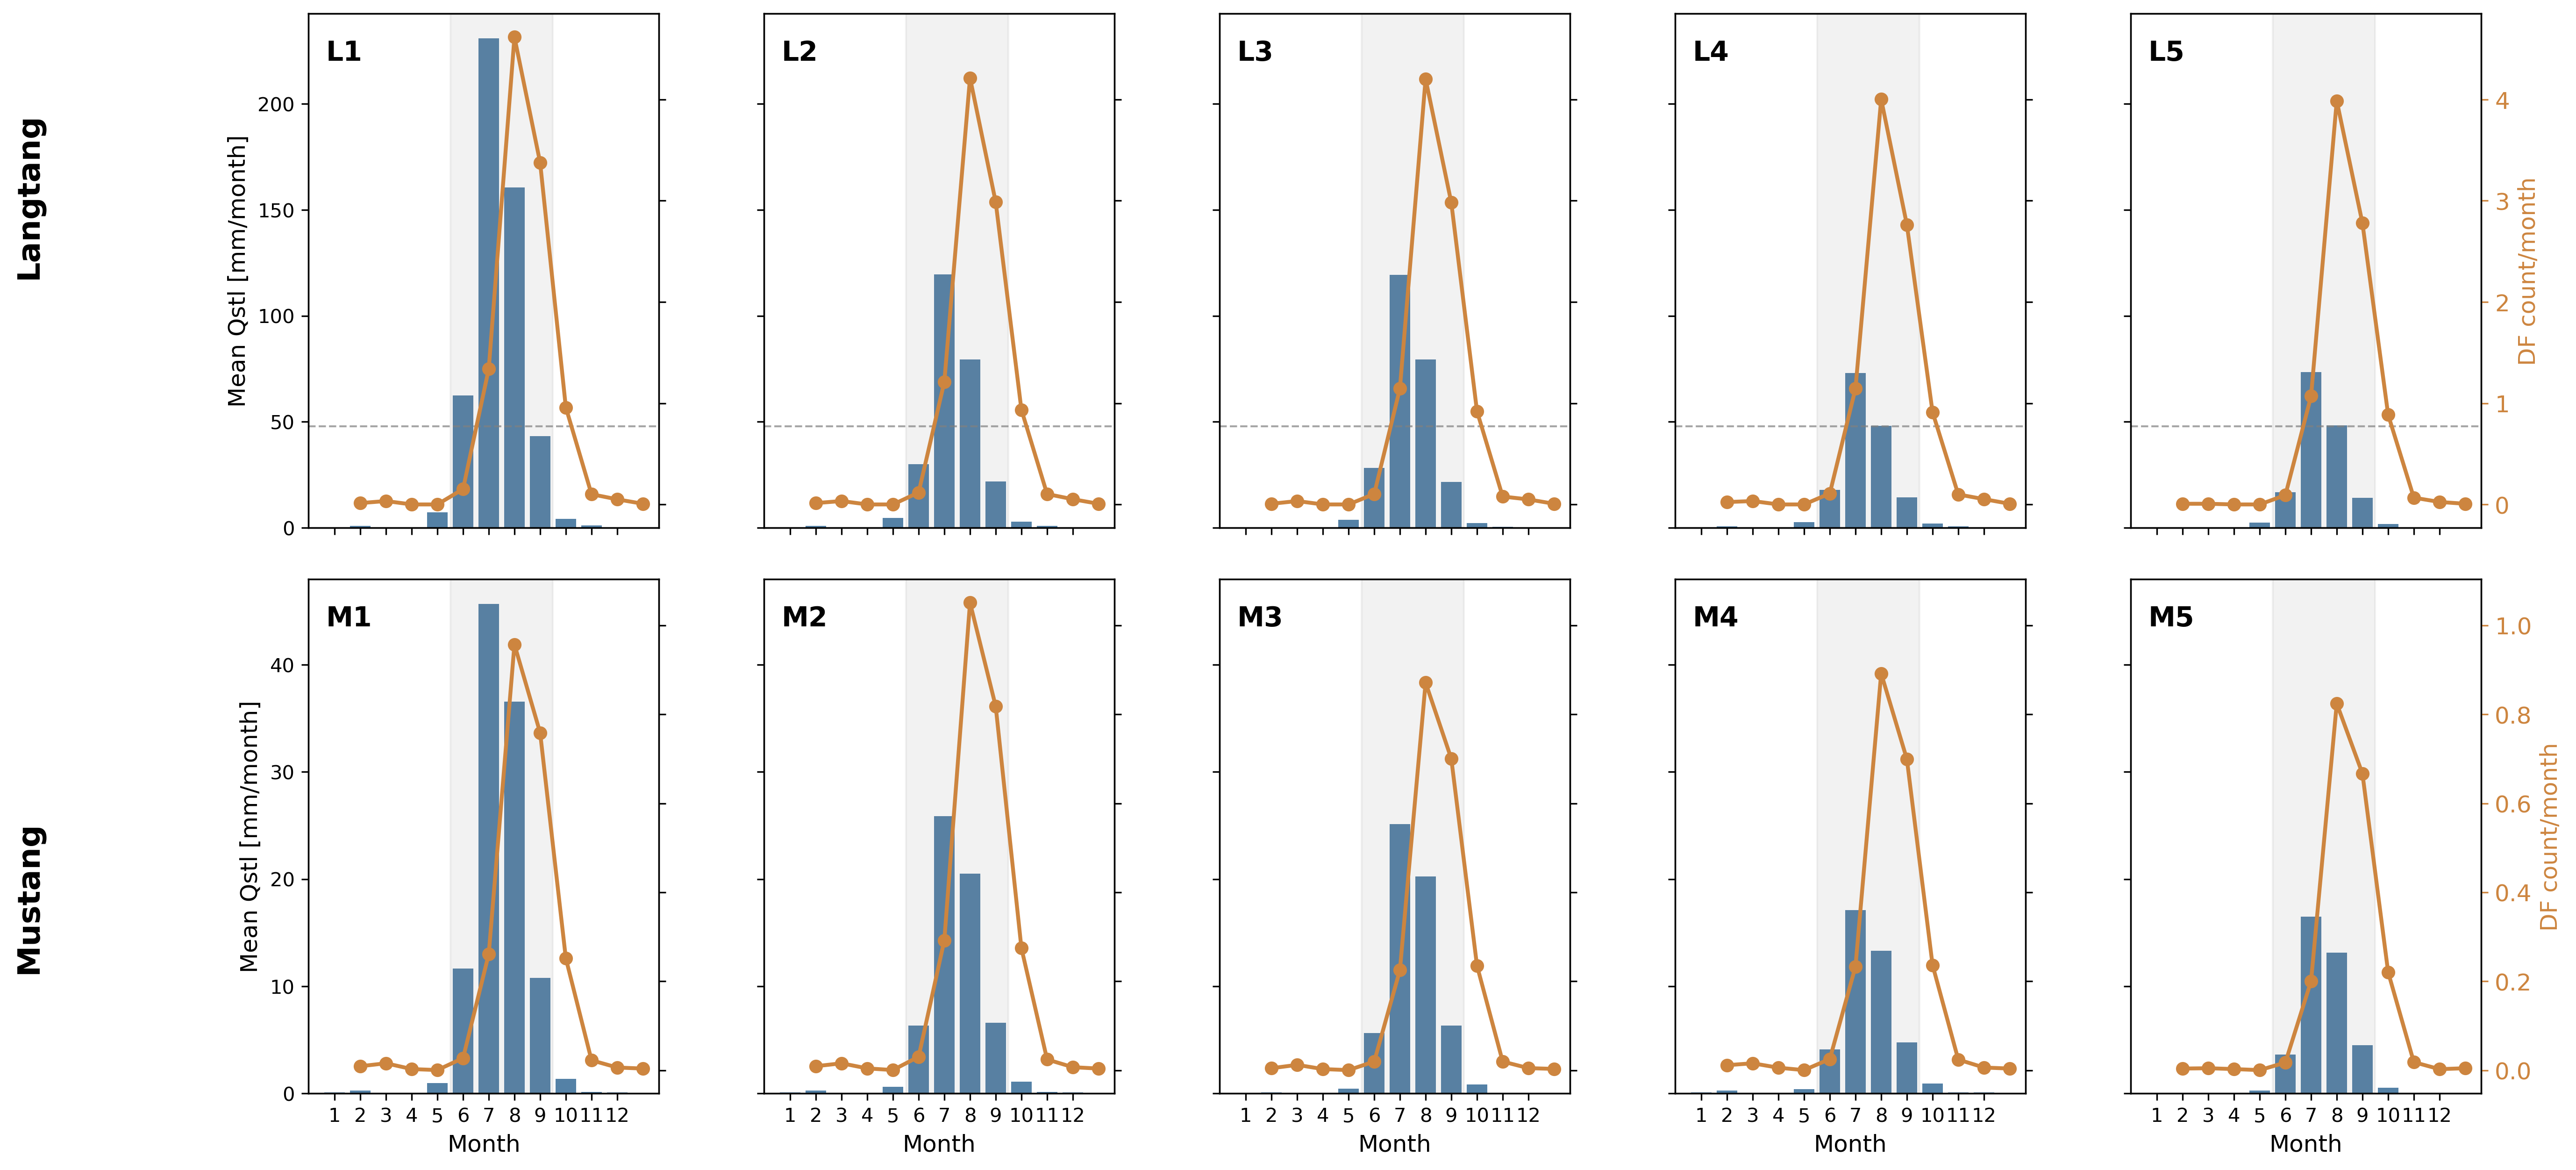 Langtang
Mean Qstl [mm/month]
200
150
100
50
0
L1
L2
L3
L4
L5
4
3
2
1
0
DF count/month
Mustang
Mean Qstl [mm/month]
40
30
20
10
0
M1
M2
M3
M4
M5
1.0
0.8
0.6
0.4
0.2
0.0
DF count/month
1 2 3 4 5 6 7 8 9 10 11 12
1 2 3 4 5 6 7 8 9 10 11 12
1 2 3 4 5 6 7 8 9 10 11 12
1 2 3 4 5 6 7 8 9 10 11 12
1 2 3 4 5 6 7 8 9 10 11 12
Month
Month
Month
Month
Month